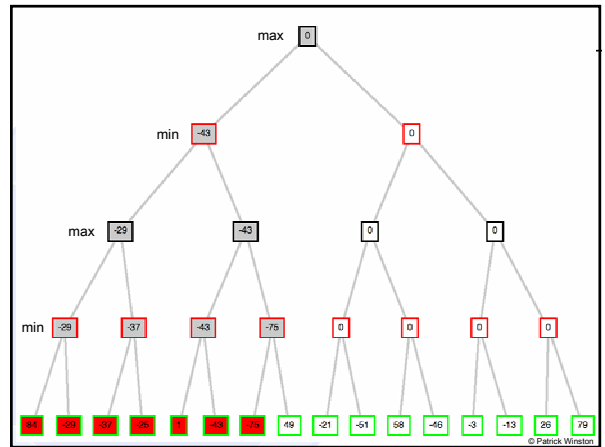 max 0
min -43 0
max -29 -43 0 0
min -29 -37 -43 -75 0 0 0 0
84 -29 -37 -25 1 -43 -75 49 -21 -51 58 -46 -3 -13 26 79
© Patrick Winston